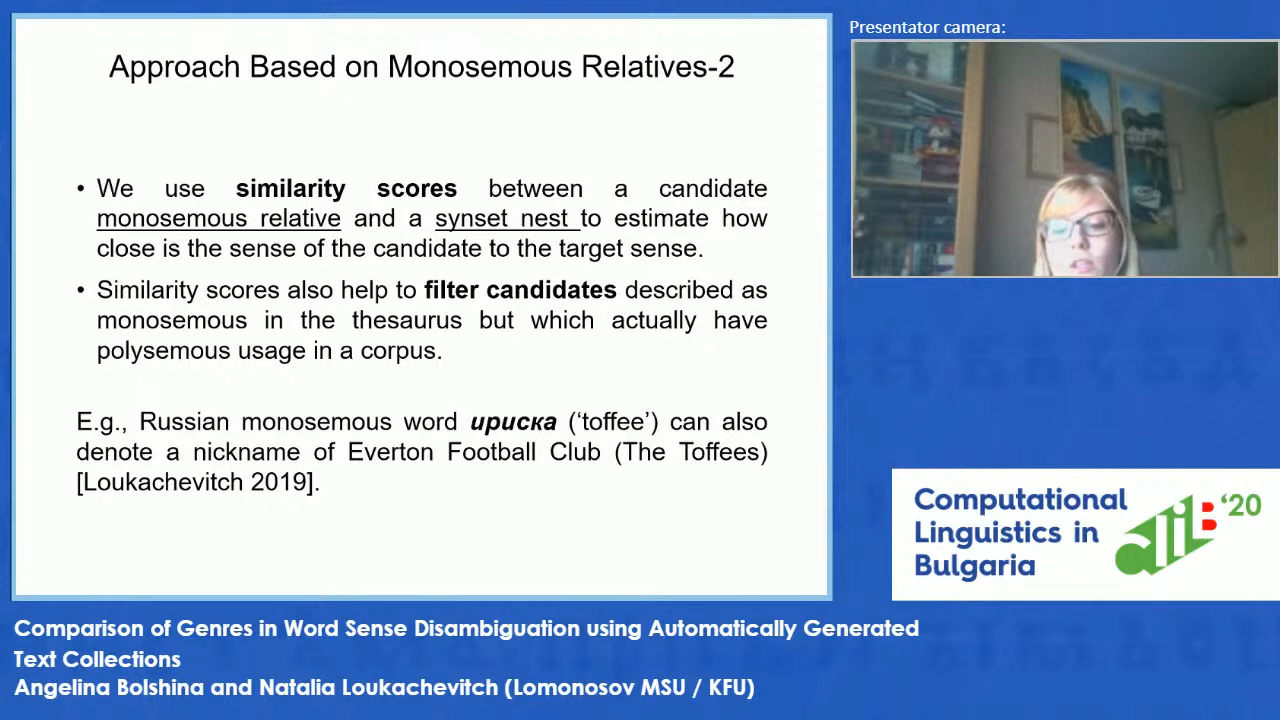 Approach Based on Monosemous Relatives-2
• We use similarity scores between a candidate
monosemous relative and a synset nest to estimate how
close is the sense of the candidate to the target sense.
• Similarity scores also help to filter candidates described as
monosemous in the thesaurus but which actually have
polysemous usage in a corpus.
E.g., Russian monosemous word ириска (‘toffee’) can also
denote a nickname of Everton Football Club (The Toffees)
[Loukachevitch 2019].
Presentator camera:
Computational
Linguistics in
Bulgaria
CLIB ‘20
Comparison of Genres in Word Sense Disambiguation using Automatically Generated
Text Collections
Angelina Bolshina and Natalia Loukachevitch (Lomonosov MSU / KFU)